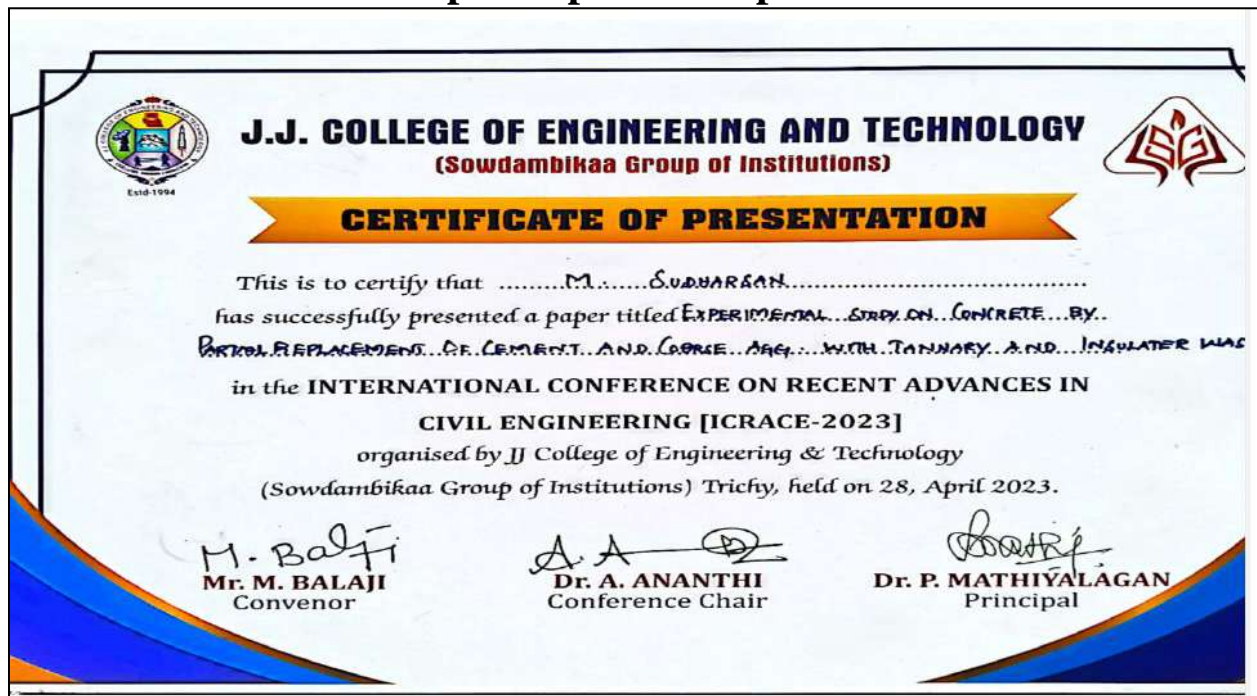 J.J. COLLEGE OF ENGINEERING AND TECHNOLOGY
(Sowdambikaa Group of Institutions)
Estd-1994
CERTIFICATE OF PRESENTATION
This is to certify that .........M......SUDHARSAN..........................................
has successfully presented a paper titled EXPERIMENTAL STUDY ON CONCRETE BY
PARTIAL REPLACEMENT OF CEMENT AND COARSE AGG. WITH TANNARY AND INSULATER WAS
in the INTERNATIONAL CONFERENCE ON RECENT ADVANCES IN
CIVIL ENGINEERING [ICRACE-2023]
organised by JJ College of Engineering & Technology
(Sowdambikaa Group of Institutions) Trichy, held on 28, April 2023.
M. Balaji
Mr. M. BALAJI
Convenor
A. A
Dr. A. ANANTHI
Conference Chair
Dr. P. MATHIYALAGAN
Principal